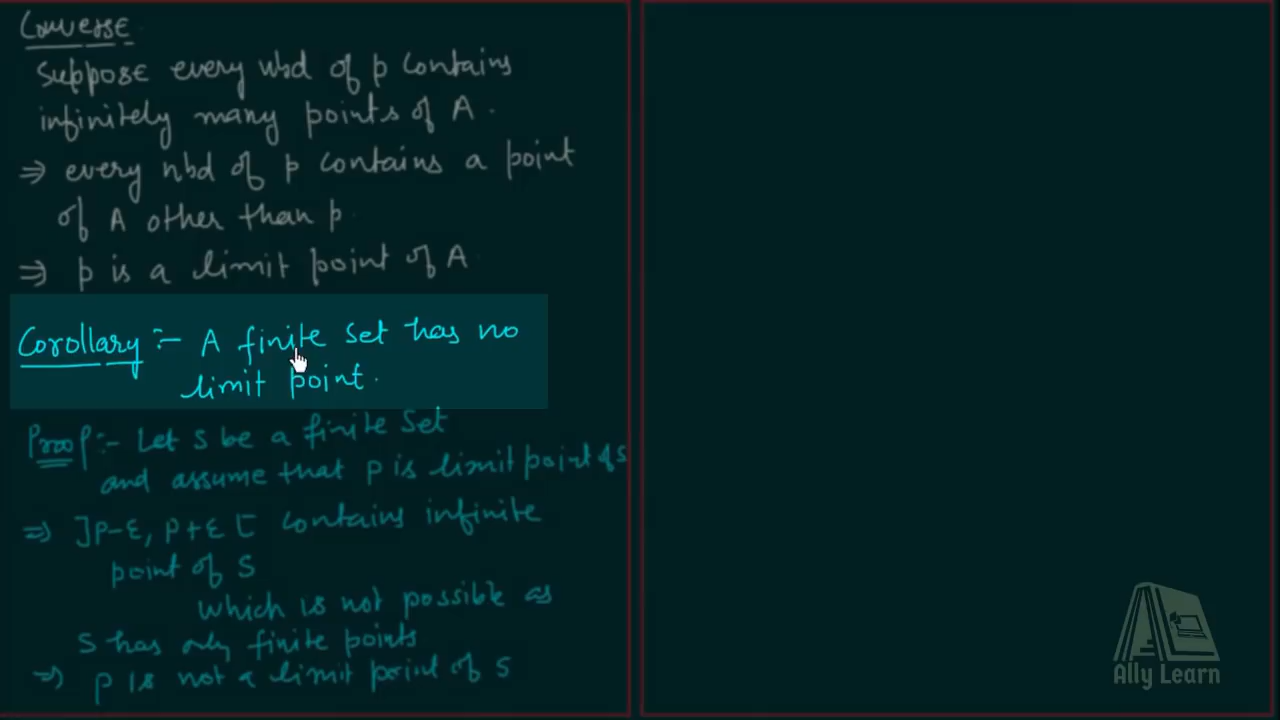 Converse
Suppose every nbd of p contains
infinitely many points of A.
⇒ every nbd of p contains a point
of A other than p.
⇒ p is a limit point of A.
Corollary :- A finite set has no
limit point.
Proof :- Let S be a finite Set
and assume that p is limit point of S
⇒ ]p-ε, p+ε[ contains infinite
point of S
which is not possible as
S has only finite points
⇒ p is not a limit point of S
Ally Learn